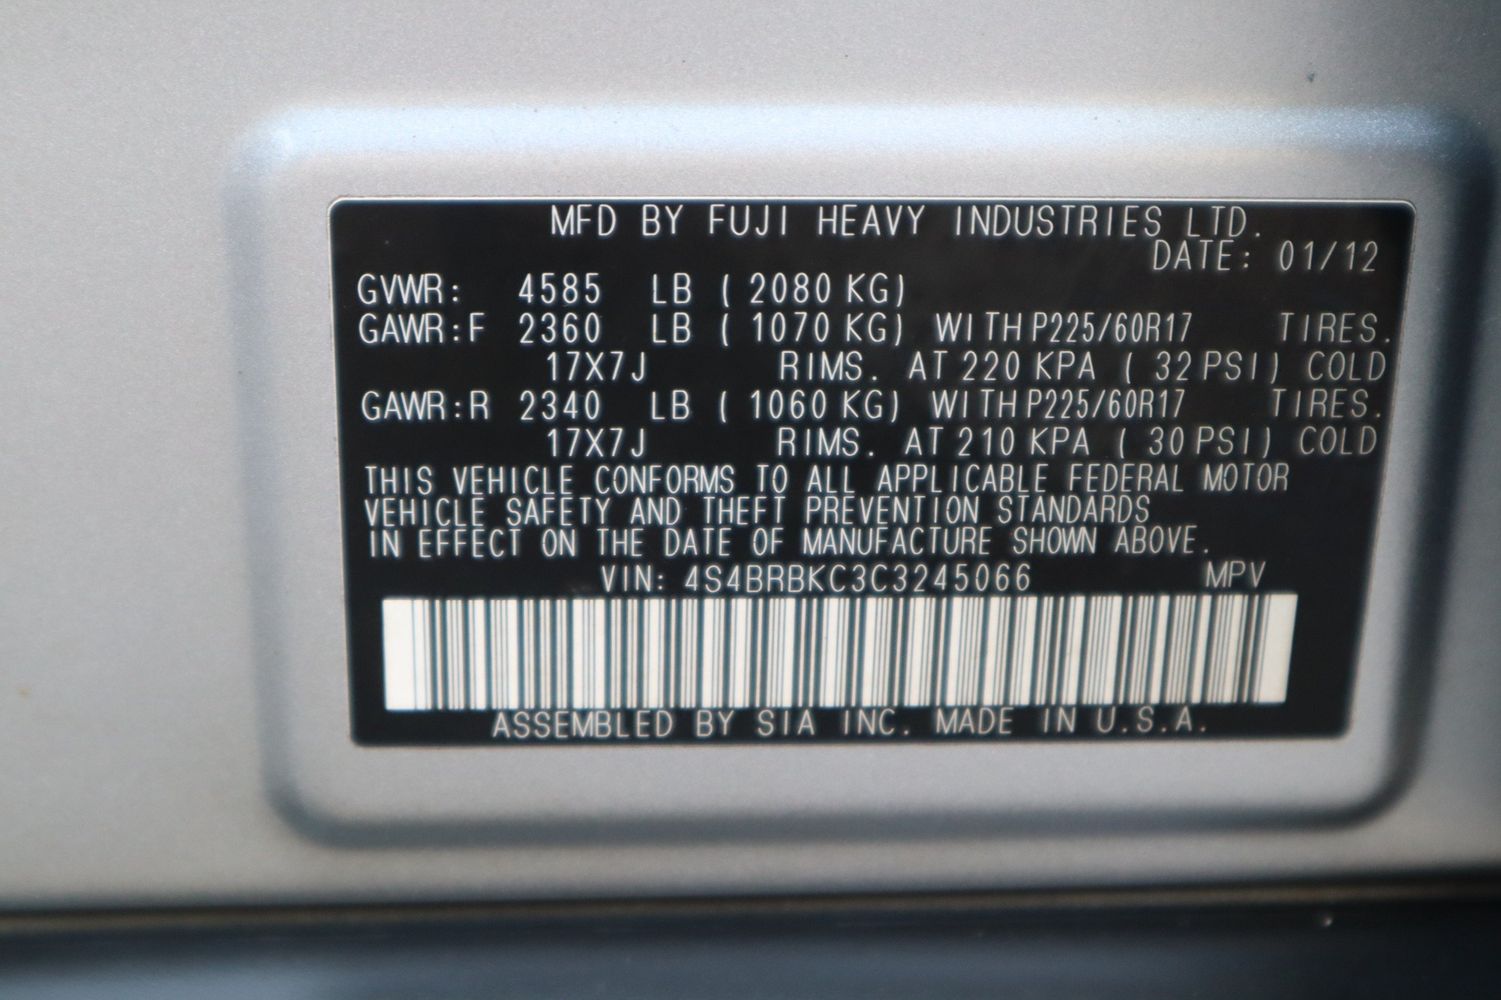 MFD BY FUJI HEAVY INDUSTRIES LTD.
DATE: 01/12
GVWR: 4585 LB (2080 KG)
GAWR:F 2360 LB (1070 KG) WITH P225/60R17 TIRES.
17X7J RIMS. AT 220 KPA (32 PSI) COLD
GAWR:R 2340 LB (1060 KG) WITH P225/60R17 TIRES.
17X7J RIMS. AT 210 KPA (30 PSI) COLD
THIS VEHICLE CONFORMS TO ALL APPLICABLE FEDERAL MOTOR
VEHICLE SAFETY AND THEFT PREVENTION STANDARDS
IN EFFECT ON THE DATE OF MANUFACTURE SHOWN ABOVE.
VIN: 4S4BRBKC3C3245066 MPV
ASSEMBLED BY SIA INC. MADE IN U.S.A.